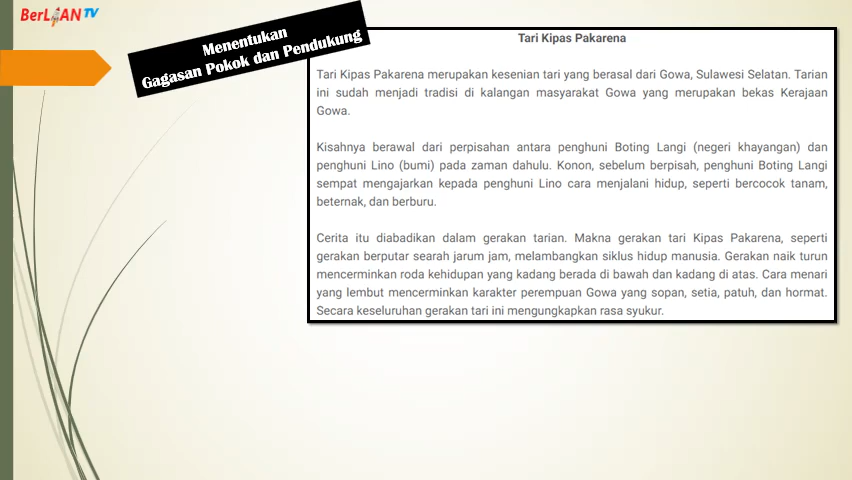 BerLIAN TV
Menentukan
Gagasan Pokok dan Pendukung
Tari Kipas Pakarena
Tari Kipas Pakarena merupakan kesenian tari yang berasal dari Gowa, Sulawesi Selatan. Tarian
ini sudah menjadi tradisi di kalangan masyarakat Gowa yang merupakan bekas Kerajaan
Gowa.
Kisahnya berawal dari perpisahan antara penghuni Boting Langi (negeri khayangan) dan
penghuni Lino (bumi) pada zaman dahulu. Konon, sebelum berpisah, penghuni Boting Langi
sempat mengajarkan kepada penghuni Lino cara menjalani hidup, seperti bercocok tanam,
beternak, dan berburu.
Cerita itu diabadikan dalam gerakan tarian. Makna gerakan tari Kipas Pakarena, seperti
gerakan berputar searah jarum jam, melambangkan siklus hidup manusia. Gerakan naik turun
mencerminkan roda kehidupan yang kadang berada di bawah dan kadang di atas. Cara menari
yang lembut mencerminkan karakter perempuan Gowa yang sopan, setia, patuh, dan hormat.
Secara keseluruhan gerakan tari ini mengungkapkan rasa syukur.